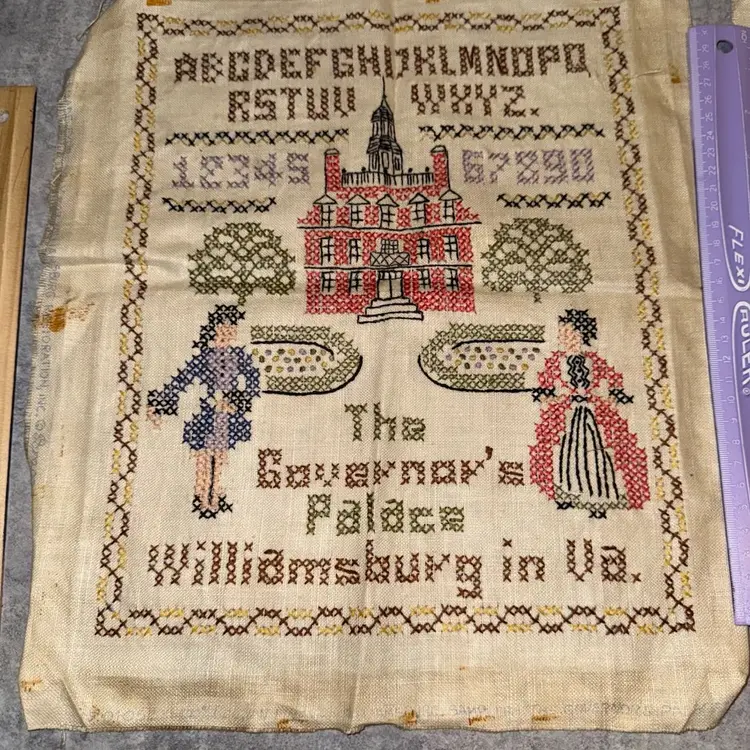 ABCDEFGHIJKLMNOPQ
RSTUV WXYZ.
12345 67890
The
Governor's
Palace
Williamsburg in Va.
FLEXI RULER